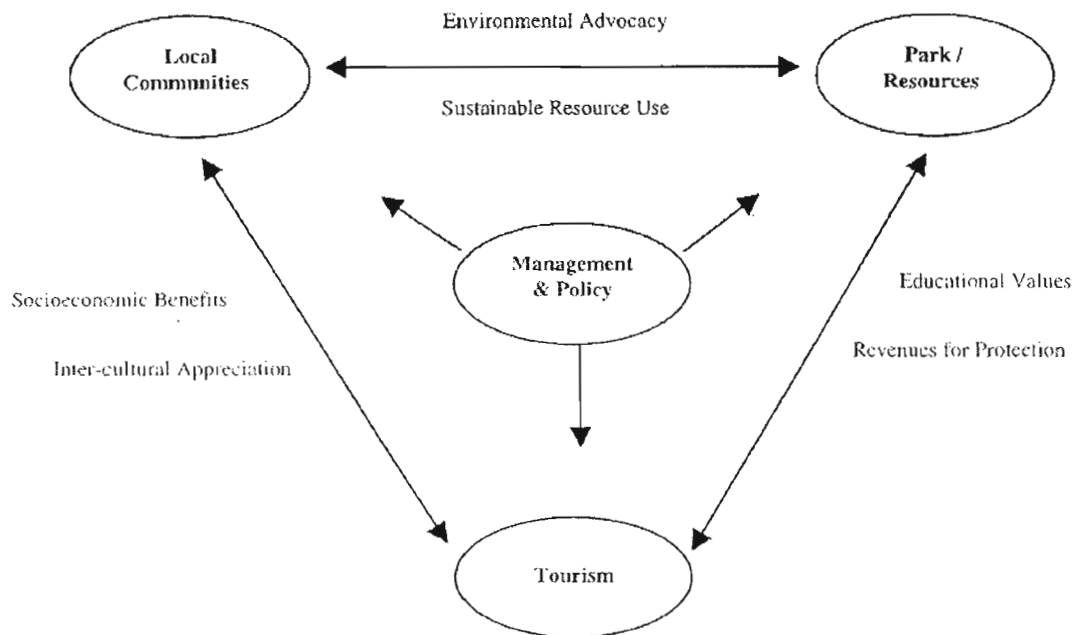 Environmental Advocacy
Local
Communities
Park /
Resources
Sustainable Resource Use
Management
& Policy
Socioeconomic Benefits
Inter-cultural Appreciation
Educational Values
Revenues for Protection
Tourism